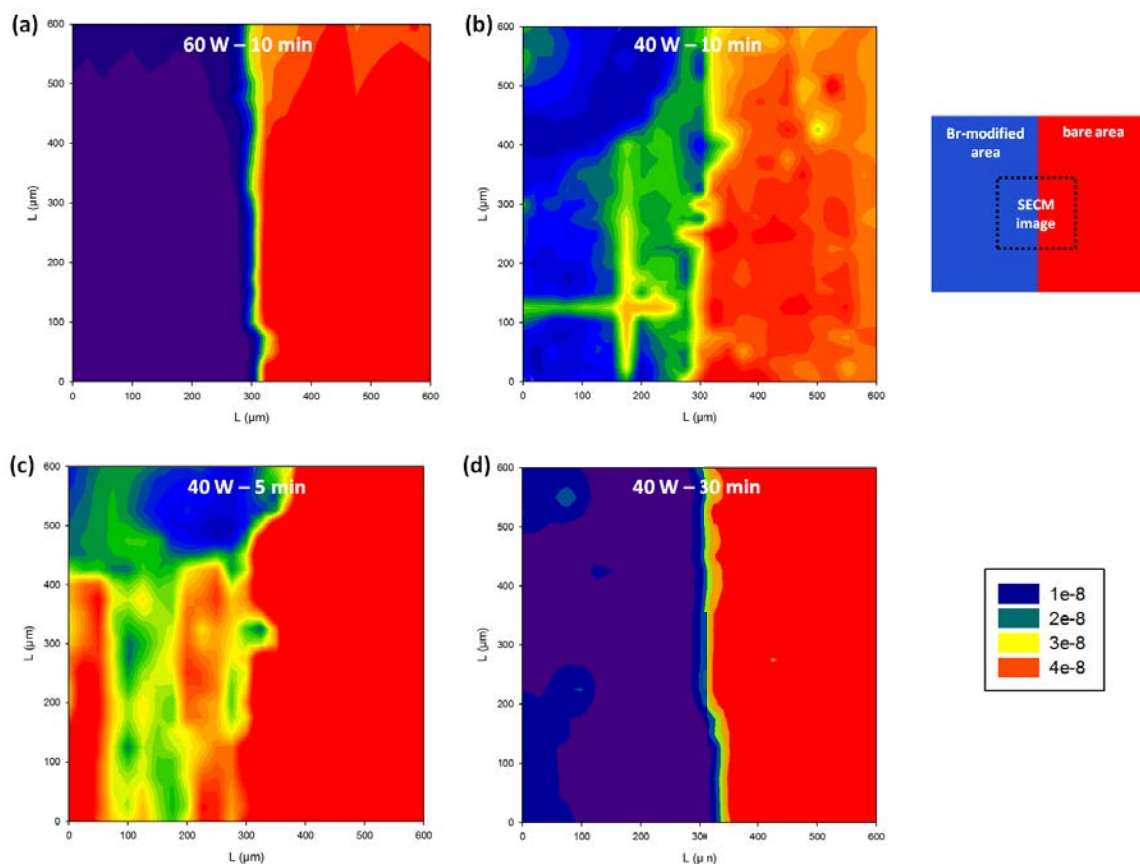 (a)
60 W – 10 min
600
500
400
300
200
100
0
L (µm)
0 100 200 300 400 500 600
L (µm)
(b)
40 W – 10 min
600
500
400
300
200
100
0
L (µm)
0 100 200 300 400 500 600
L (µm)
Br-modified
area
bare area
SECM
image
(c)
40 W – 5 min
600
500
400
300
200
100
0
L (µm)
0 100 200 300 400 500 600
L (µm)
(d)
40 W – 30 min
600
500
400
300
200
100
0
L (µm)
0 100 200 300 400 500 600
L (µ n)
1e-8
2e-8
3e-8
4e-8